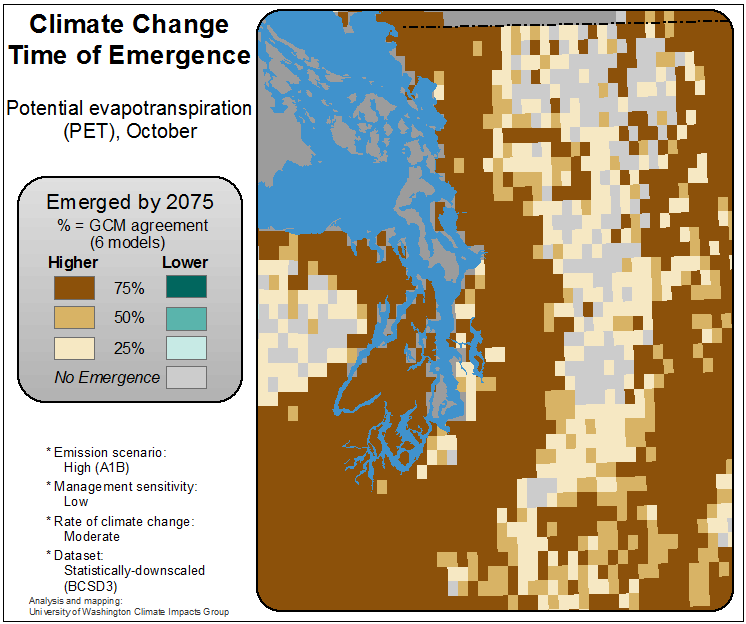 Climate Change
Time of Emergence
Potential evapotranspiration
(PET), October
Emerged by 2075
% = GCM agreement
(6 models)
Higher Lower
75%
50%
25%
No Emergence
* Emission scenario:
High (A1B)
* Management sensitivity:
Low
* Rate of climate change:
Moderate
* Dataset:
Statistically-downscaled
(BCSD3)
Analysis and mapping:
University of Washington Climate Impacts Group